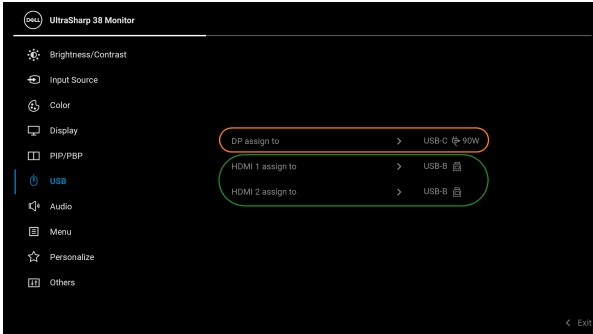 DELL UltraSharp 38 Monitor
Brightness/Contrast
Input Source
Color
Display
DP assign to > USB-C 90W
PIP/PBP
HDMI 1 assign to > USB-B
USB
HDMI 2 assign to > USB-B
Audio
Menu
Personalize
Others
< Exit